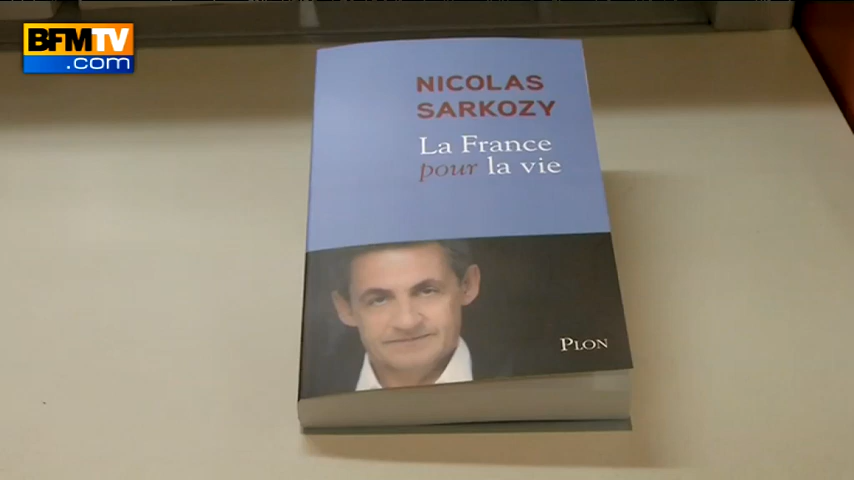 BFMTV
.com
NICOLAS
SARKOZY
La France
pour la vie
PLON